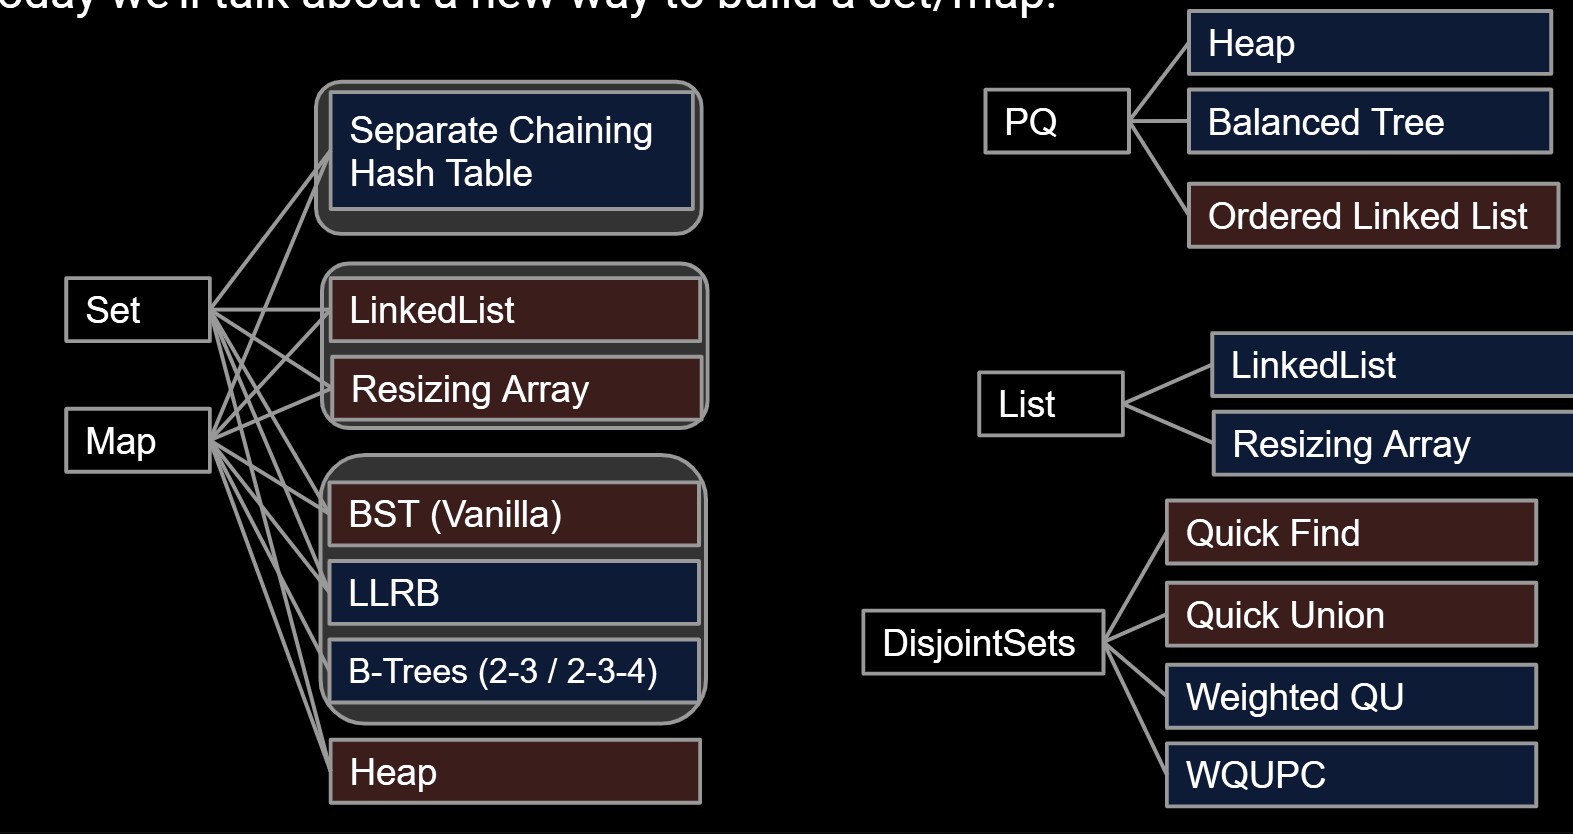 oday we'll talk about a new way to build a set/map.
Separate Chaining
Hash Table
Set
LinkedList
Resizing Array
Map
BST (Vanilla)
LLRB
B-Trees (2-3 / 2-3-4)
Heap
PQ
Heap
Balanced Tree
Ordered Linked List
List
LinkedList
Resizing Array
DisjointSets
Quick Find
Quick Union
Weighted QU
WQUPC